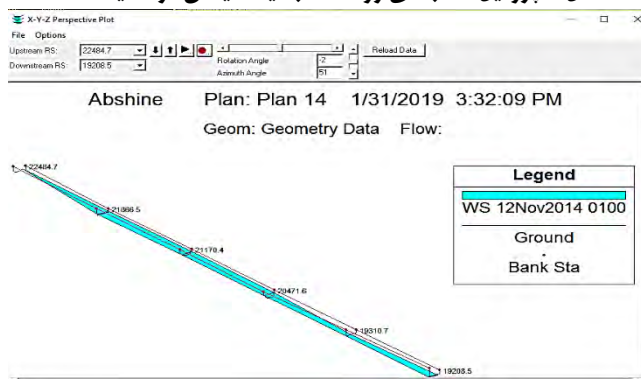 X-Y-Z Perspective Plot
File Options
Upstream RS: 22484.7
Downstream RS: 19208.5
Rotation Angle -2
Azimuth Angle 51
Reload Data
Abshine Plan: Plan 14 1/31/2019 3:32:09 PM
Geom: Geometry Data Flow:
22484.7
21866.5
21170.4
20471.6
19310.7
19208.5
Legend
WS 12Nov2014 0100
Ground
Bank Sta